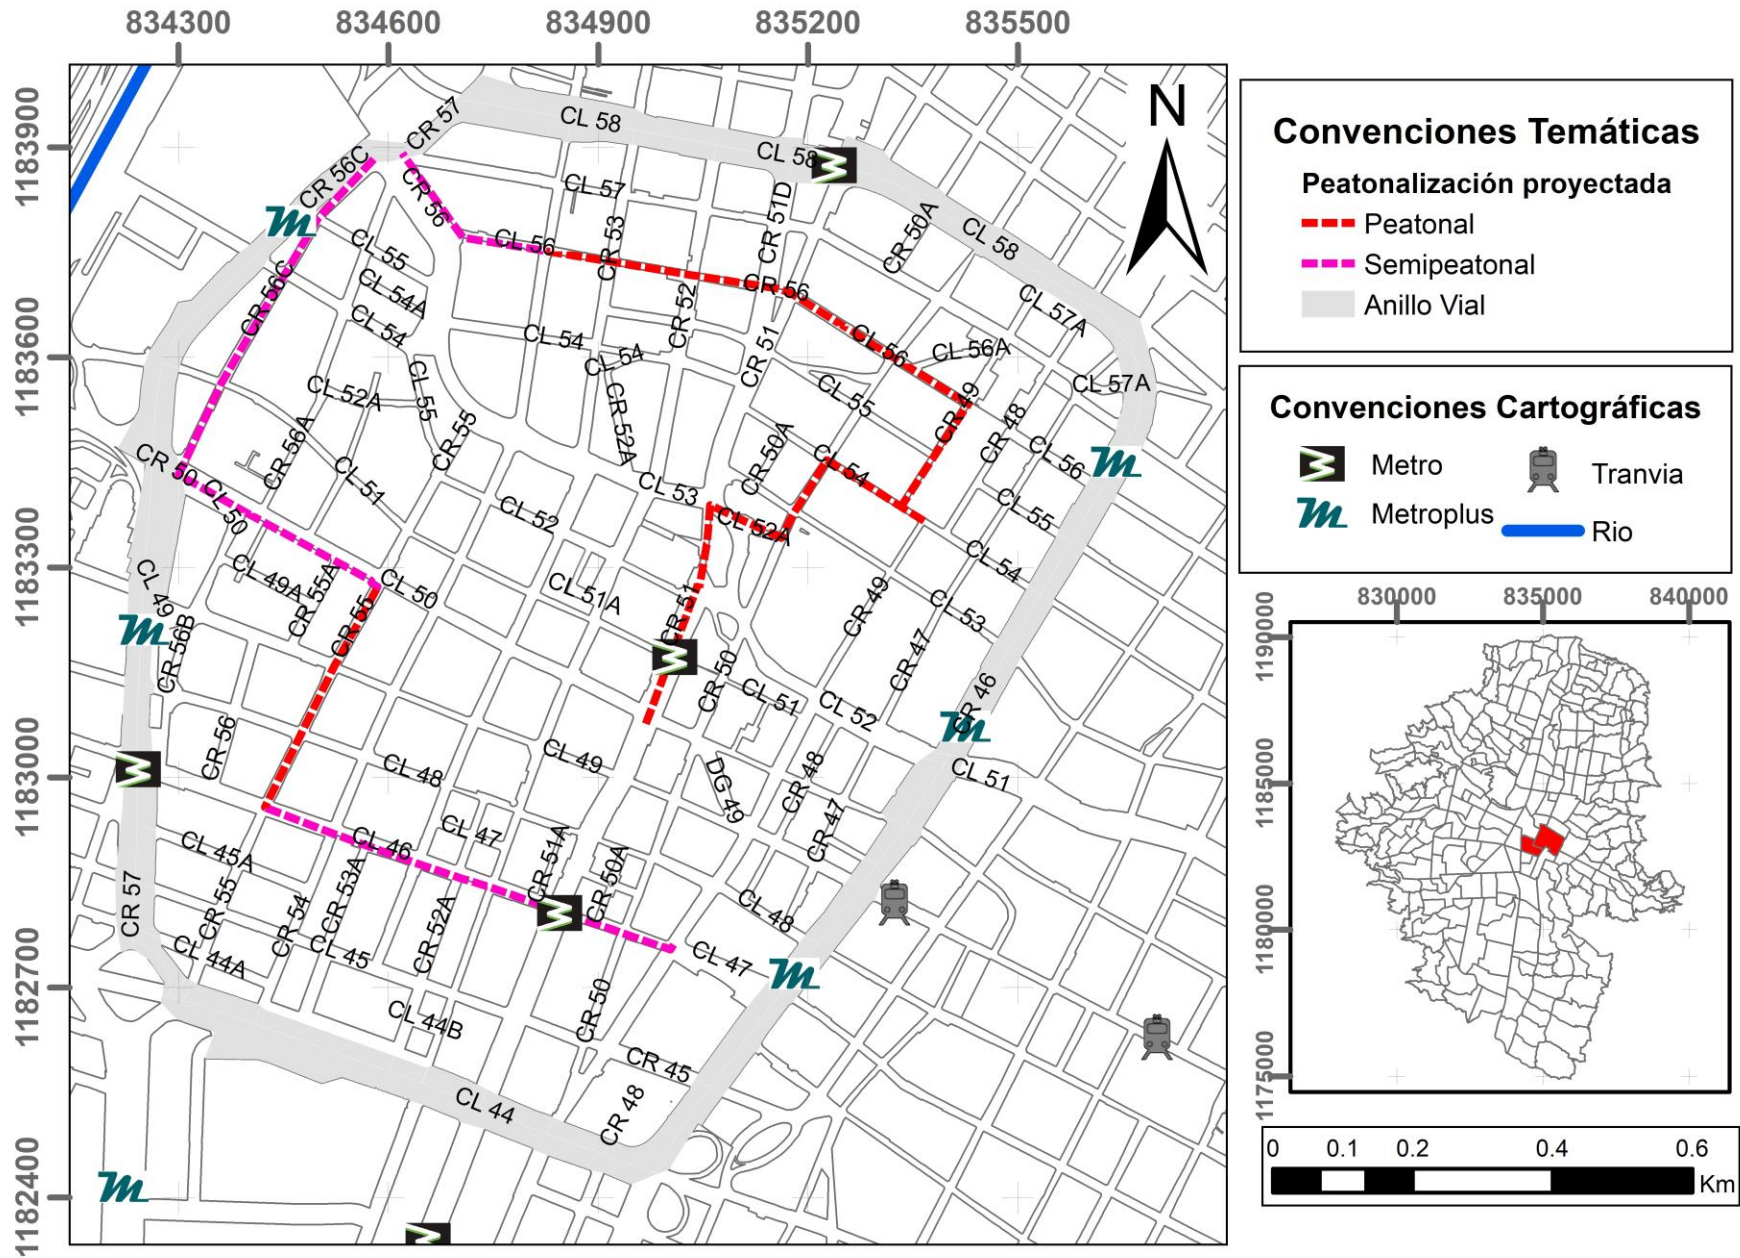 834300 834600 834900 835200 835500
1183900
1183600
1183300
1183000
1182700
1182400
N
CR 57
CL 58
CL 58
CR 56C
CR 56
CL 57
CR 53
CR 51D
CR 50A
CL 58
CL 55
CL 56
CR 56C
CL 54A
CL 54
CR 52
CR 56
CL 57A
CL 54
CL 54
CR 51
CL 56
CL 56A
CL 57A
CL 52A
CL 55
CR 52A
CL 55
CR 49
CR 48
CR 56A
CR 55
CR 50A
CL 56
CR 50
CL 51
CL 53
CL 54
CL 50
CL 52
CL 52A
CL 55
CL 54
CL 49
CL 49A
CR 55A
CR 55
CL 50
CL 51A
CR 51
CR 49
CL 53
CR 56B
CR 50
CR 47
CL 51
CL 52
CR 46
CR 56
CL 48
CL 49
DG 49
CR 48
CL 51
CL 45A
CL 46
CL 47
CR 51A
CR 50A
CR 47
CR 57
CR 55
CR 54
CR 53A
CR 52A
CL 48
CL 44A
CL 45
CL 47
CL 44B
CR 50
CR 45
CL 44
CR 48
Convenciones Temáticas
Peatonalización proyectada
Peatonal
Semipeatonal
Anillo Vial
Convenciones Cartográficas
Metro
Tranvia
Metroplus
Rio
830000 835000 840000
1190000
1185000
1180000
1175000
0 0.1 0.2 0.4 0.6
Km